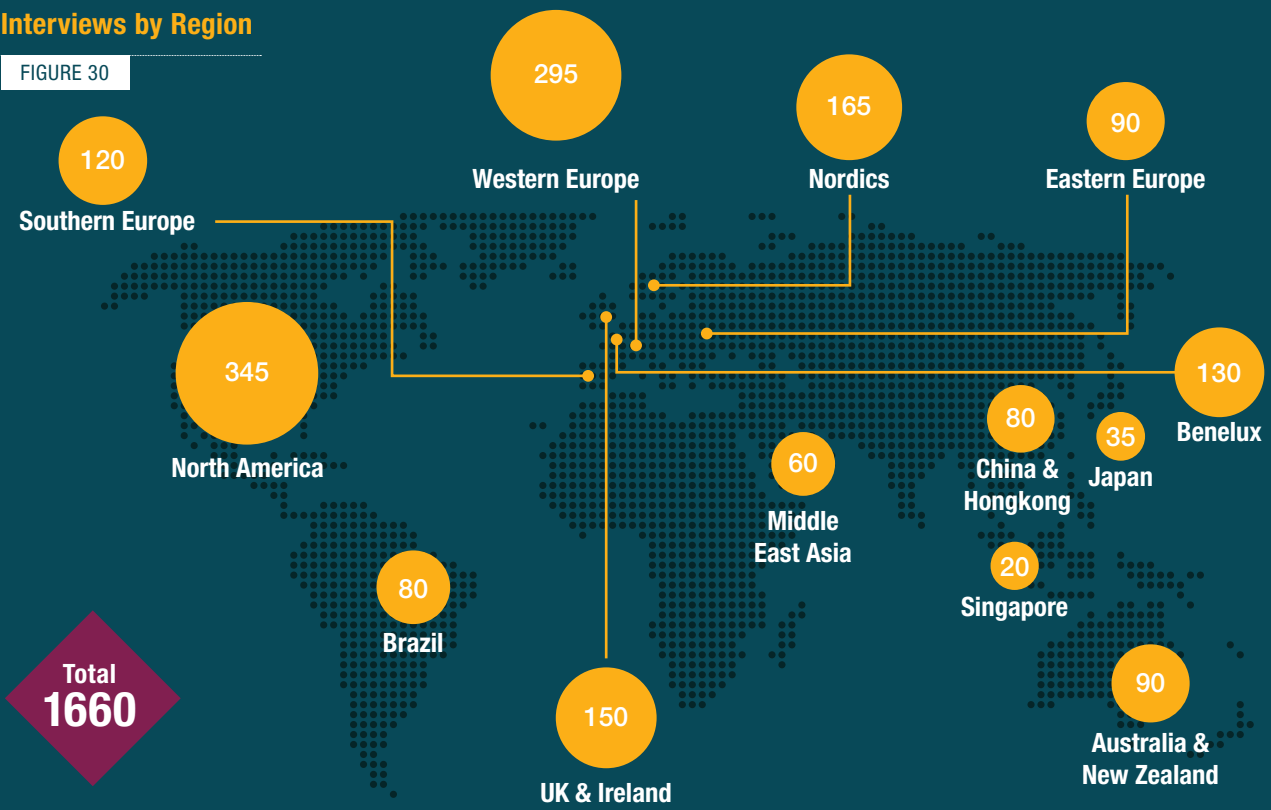 Interviews by Region
FIGURE 30
295
Western Europe
165
Nordics
90
Eastern Europe
120
Southern Europe
345
North America
130
Benelux
80
China &
Hongkong
35
Japan
60
Middle
East Asia
20
Singapore
80
Brazil
Total
1660
150
UK & Ireland
90
Australia &
New Zealand